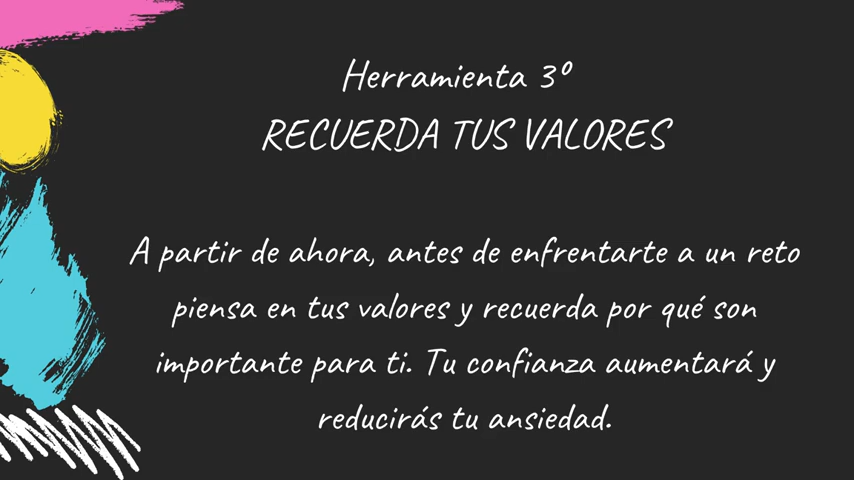 Herramienta 3º
RECUERDA TUS VALORES
A partir de ahora, antes de enfrentarte a un reto
piensa en tus valores y recuerda por qué son
importante para ti. Tu confianza aumentará y
reducirás tu ansiedad.